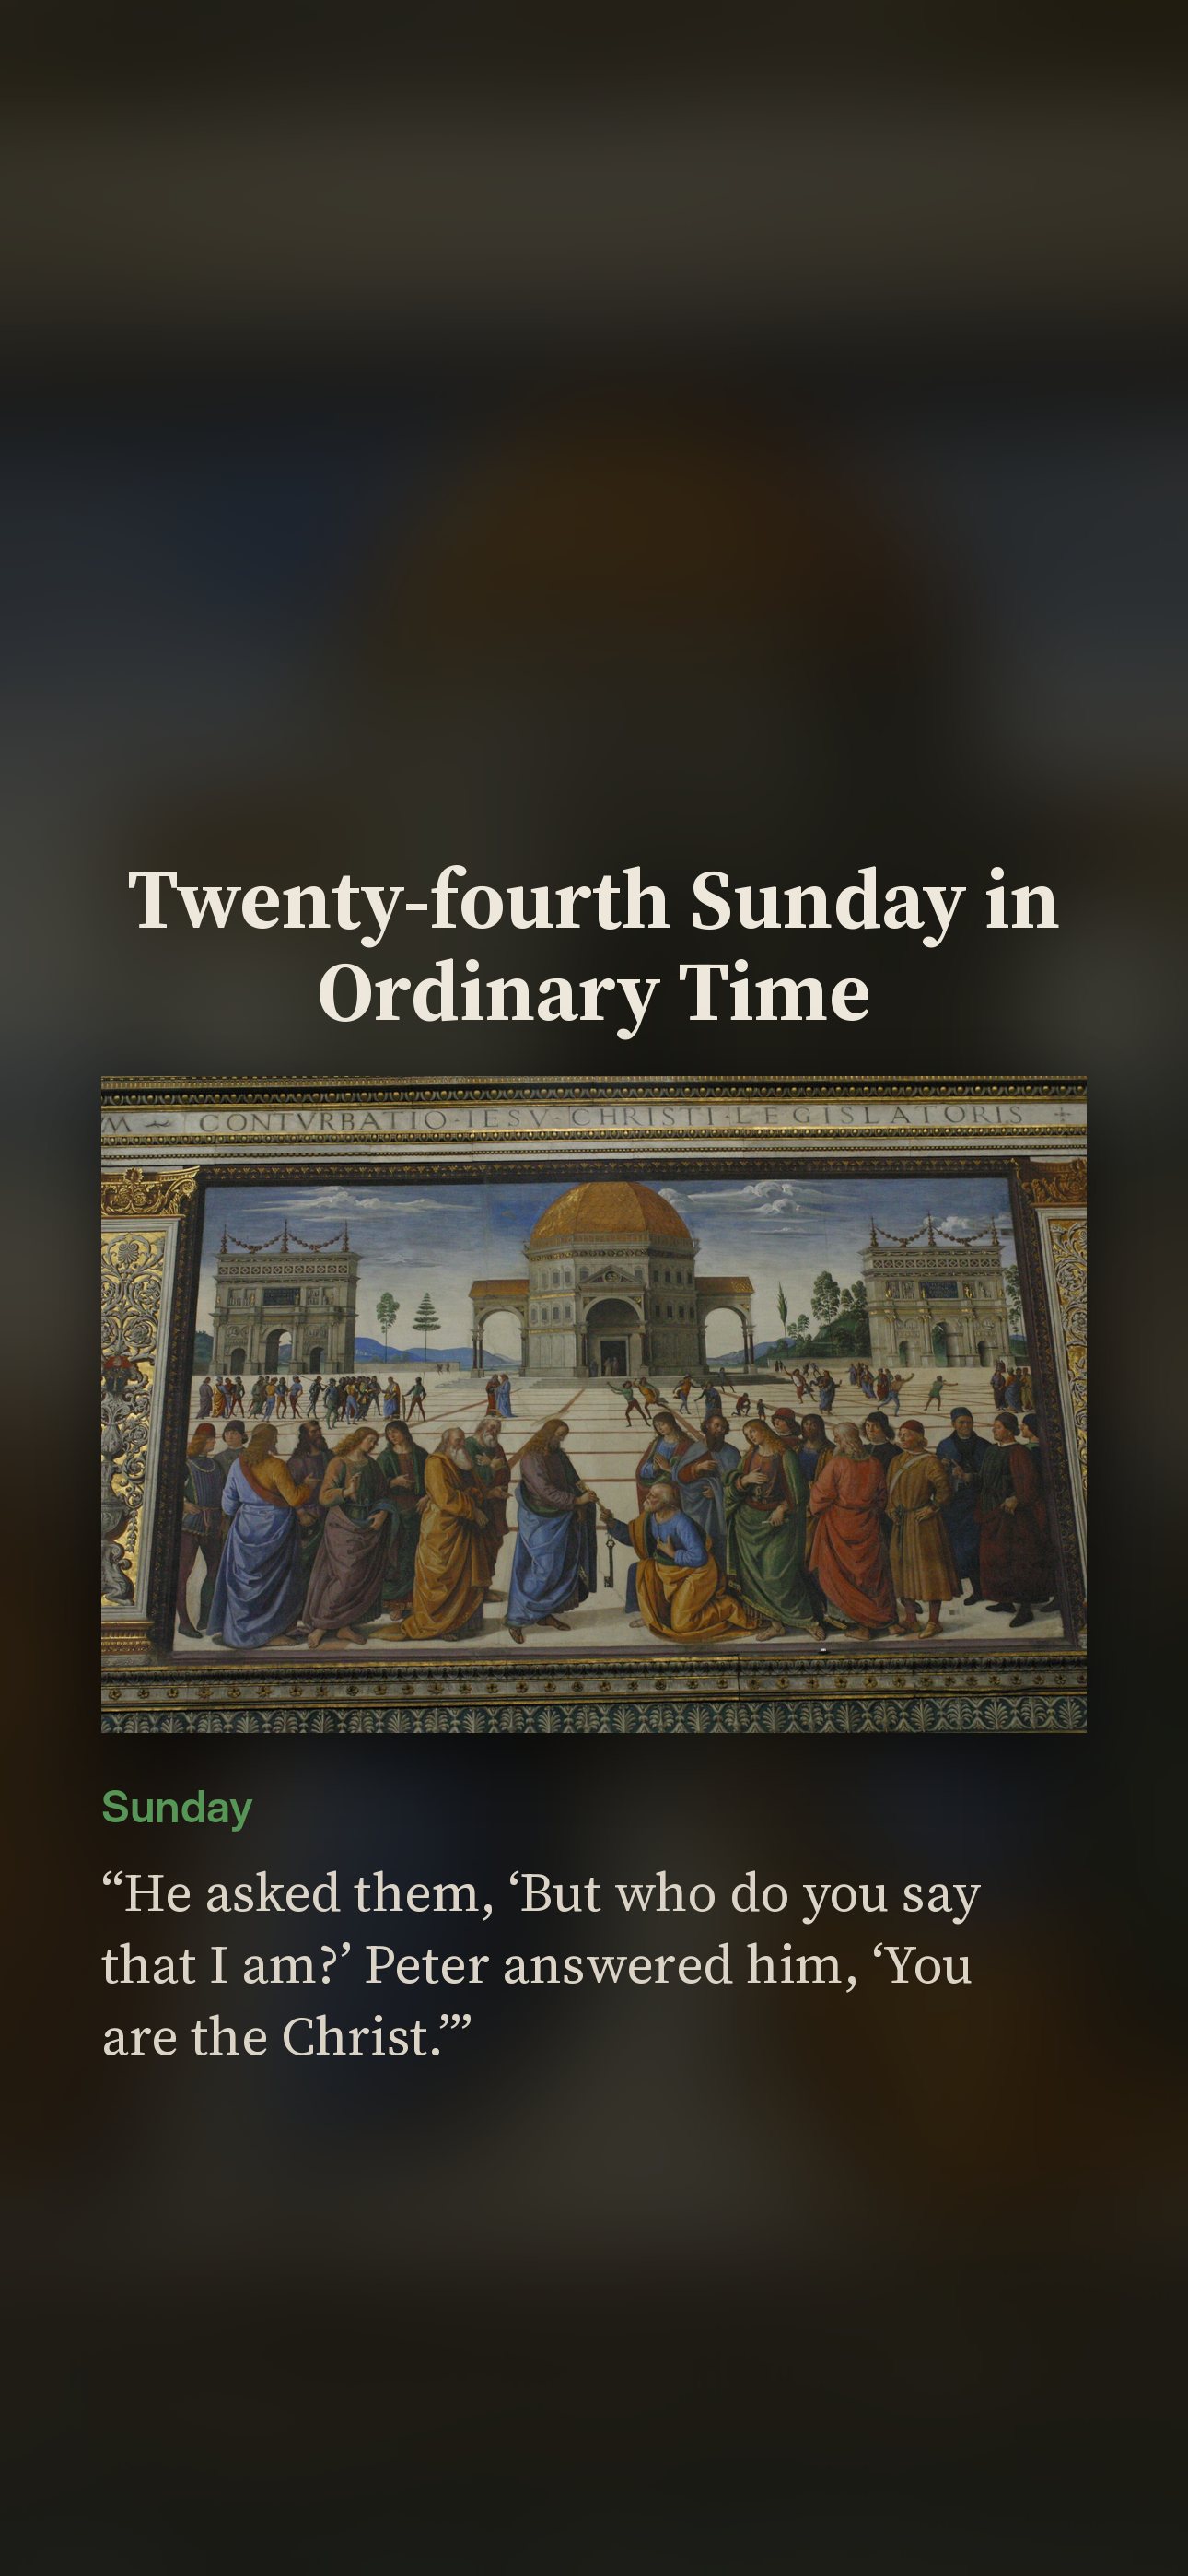 Twenty-fourth Sunday in
Ordinary Time
M CONTVRBATIO · IESV · CHRISTI · LEGISLATORIS
Sunday
“He asked them, ‘But who do you say
that I am?’ Peter answered him, ‘You
are the Christ.’”